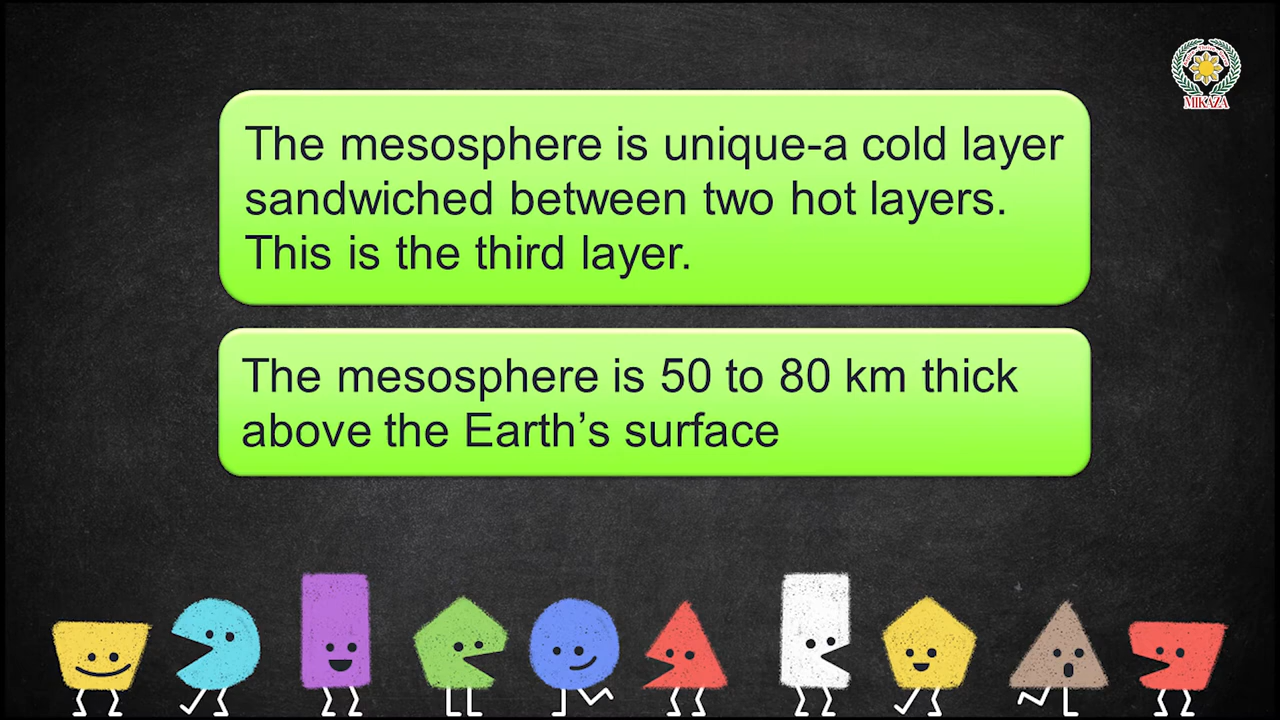 The mesosphere is unique-a cold layer
sandwiched between two hot layers.
This is the third layer.
The mesosphere is 50 to 80 km thick
above the Earth’s surface
MIKAZA